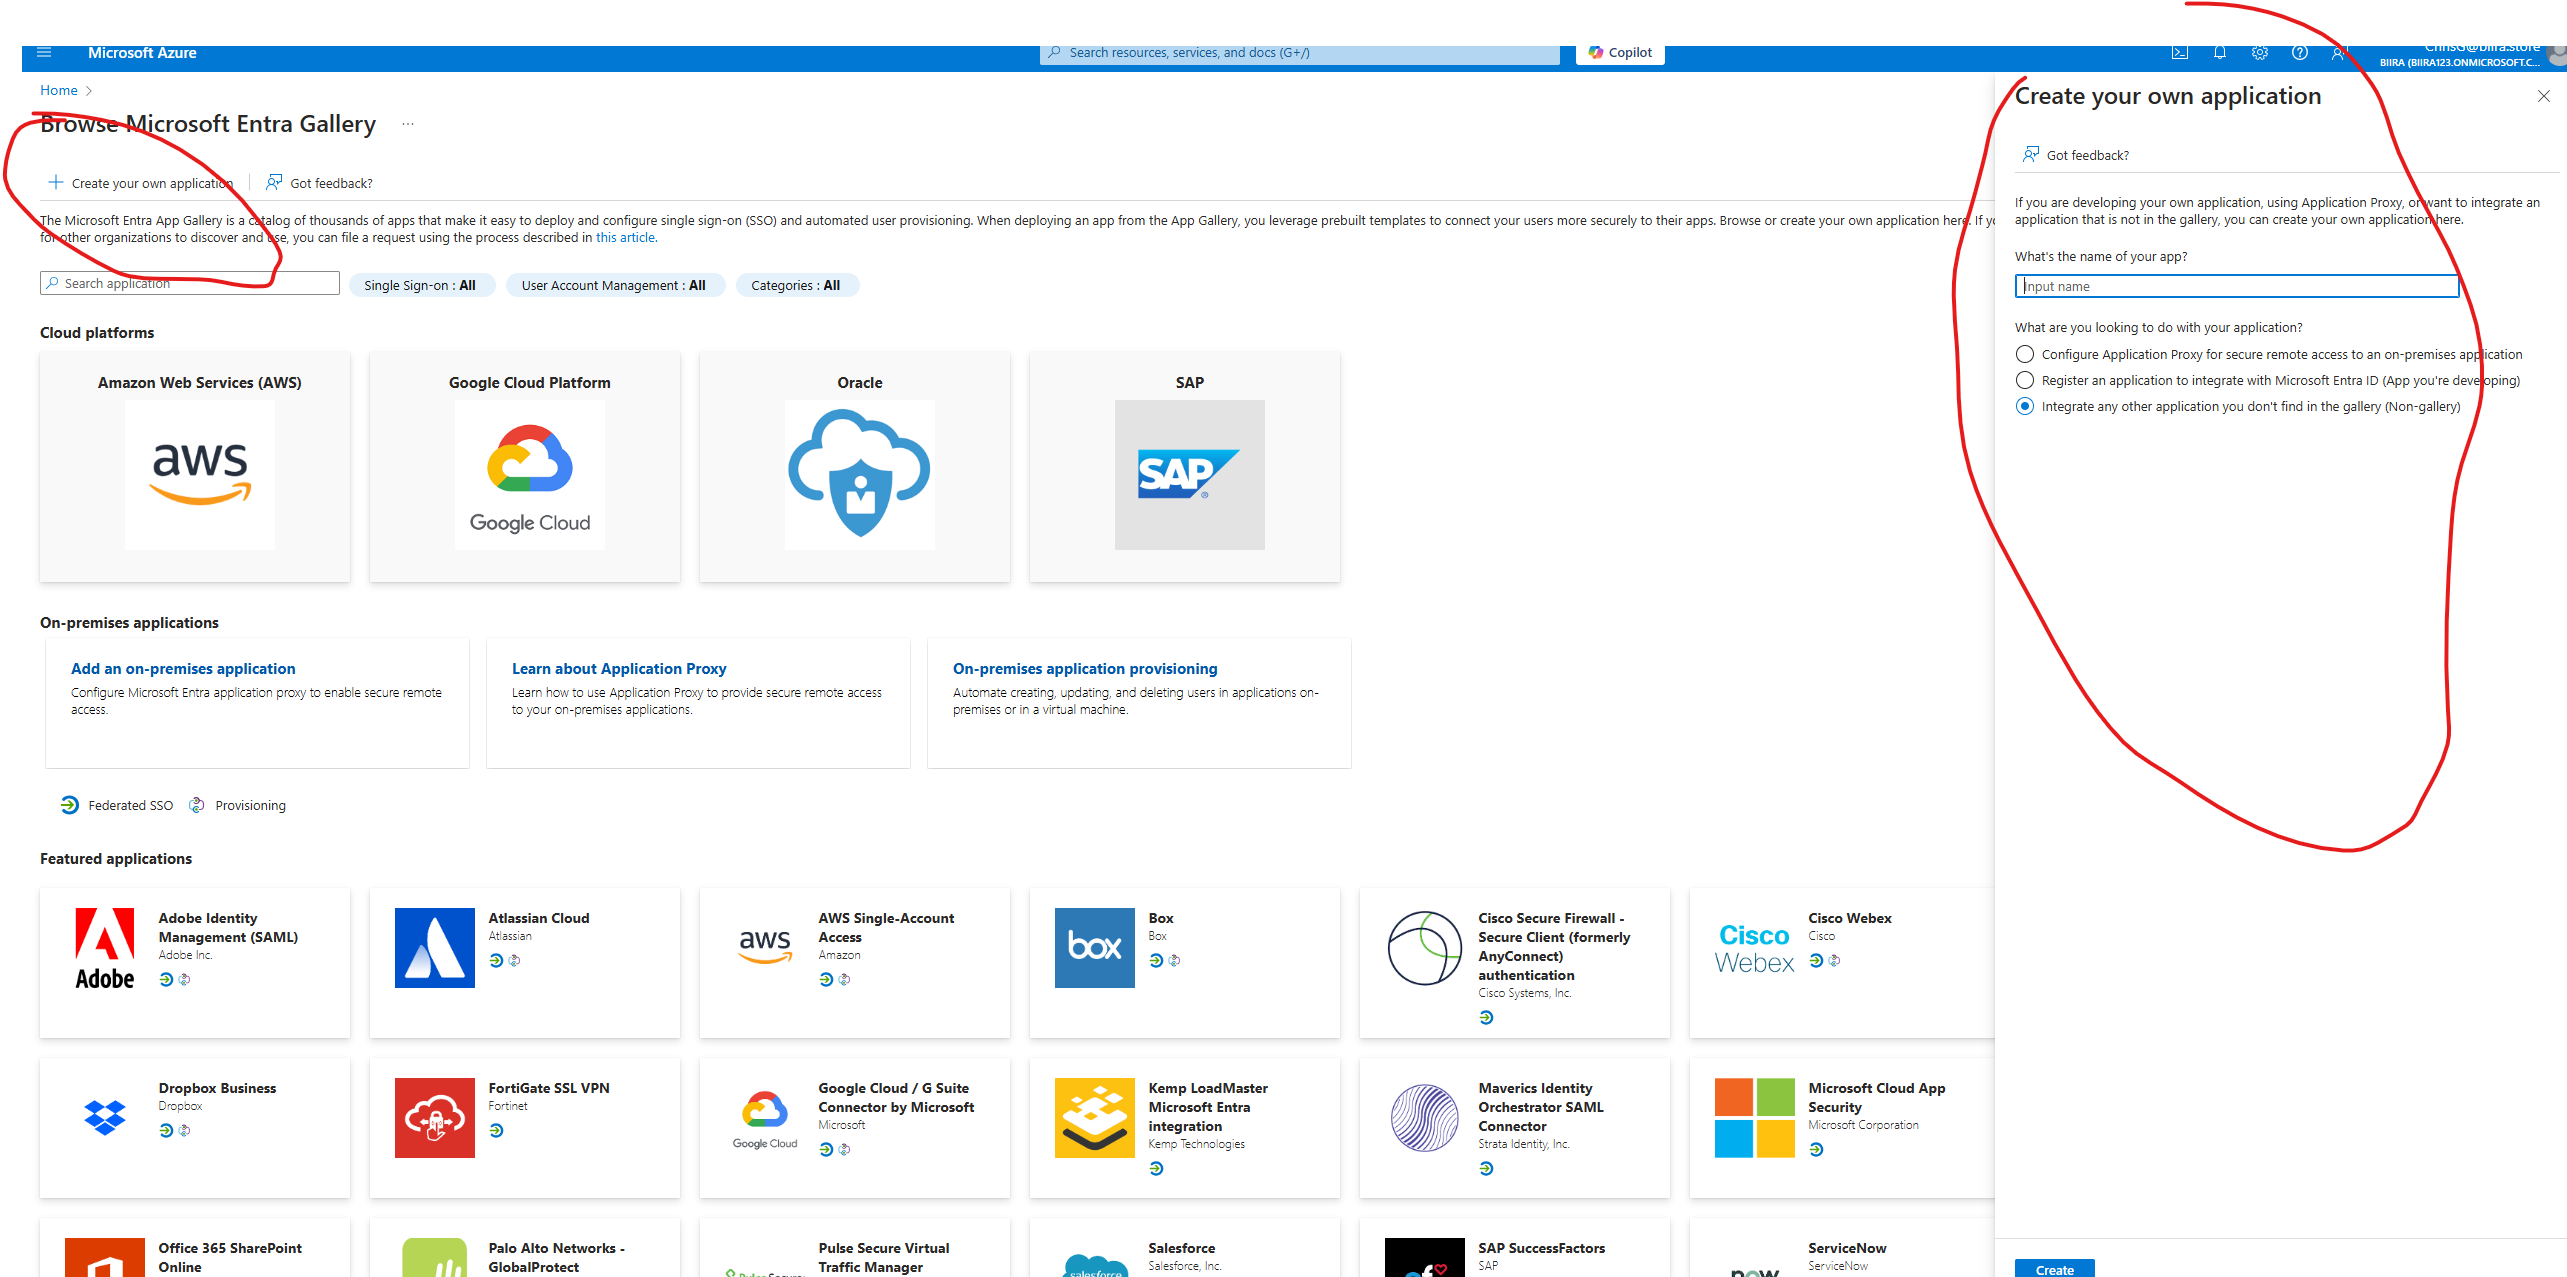 Microsoft Azure
Search resources, services, and docs (G+/)
Copilot
ChrisG@biira.store
BIIRA (BIIRA123.ONMICROSOFT.C...
Home
Browse Microsoft Entra Gallery
...
Create your own application
Got feedback?
The Microsoft Entra App Gallery is a catalog of thousands of apps that make it easy to deploy and configure single sign-on (SSO) and automated user provisioning. When deploying an app from the App Gallery, you leverage prebuilt templates to connect your users more securely to their apps. Browse or create your own application here. If
for other organizations to discover and use, you can file a request using the process described in this article.
Search application
Single Sign-on : All
User Account Management : All
Categories : All
Cloud platforms
Amazon Web Services (AWS)
aws
Google Cloud Platform
Google Cloud
Oracle
SAP
SAP
On-premises applications
Add an on-premises application
Configure Microsoft Entra application proxy to enable secure remote
access.
Learn about Application Proxy
Learn how to use Application Proxy to provide secure remote access
to your on-premises applications.
On-premises application provisioning
Automate creating, updating, and deleting users in applications on-
premises or in a virtual machine.
Federated SSO
Provisioning
Featured applications
Adobe
Adobe Identity
Management (SAML)
Adobe Inc.
Atlassian Cloud
Atlassian
aws
AWS Single-Account
Access
Amazon
box
Box
Box
Cisco Secure Firewall -
Secure Client (formerly
AnyConnect)
authentication
Cisco Systems, Inc.
Cisco
Webex
Cisco Webex
Cisco
Dropbox Business
Dropbox
FortiGate SSL VPN
Fortinet
Google Cloud
Google Cloud / G Suite
Connector by Microsoft
Microsoft
Kemp LoadMaster
Microsoft Entra
integration
Kemp Technologies
Maverics Identity
Orchestrator SAML
Connector
Strata Identity, Inc.
Microsoft Cloud App
Security
Microsoft Corporation
Office 365 SharePoint
Online
Palo Alto Networks -
GlobalProtect
Pulse Secure Virtual
Traffic Manager
salesforce
Salesforce
Salesforce, Inc.
SAP SuccessFactors
SAP
now
ServiceNow
ServiceNow
Create your own application
Got feedback?
If you are developing your own application, using Application Proxy, or want to integrate an
application that is not in the gallery, you can create your own application here.
What's the name of your app?
Input name
What are you looking to do with your application?
Configure Application Proxy for secure remote access to an on-premises application
Register an application to integrate with Microsoft Entra ID (App you're developing)
Integrate any other application you don't find in the gallery (Non-gallery)
Create